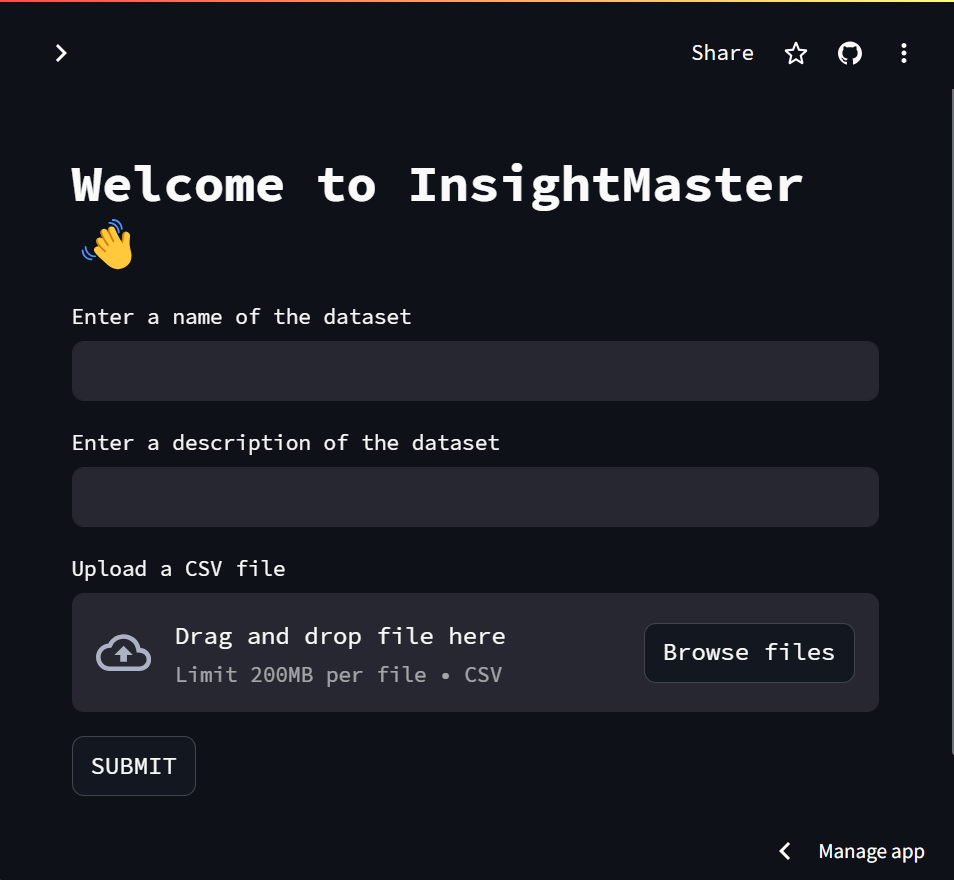 Share
Welcome to InsightMaster
👋
Enter a name of the dataset
Enter a description of the dataset
Upload a CSV file
Drag and drop file here
Limit 200MB per file • CSV
Browse files
SUBMIT
Manage app